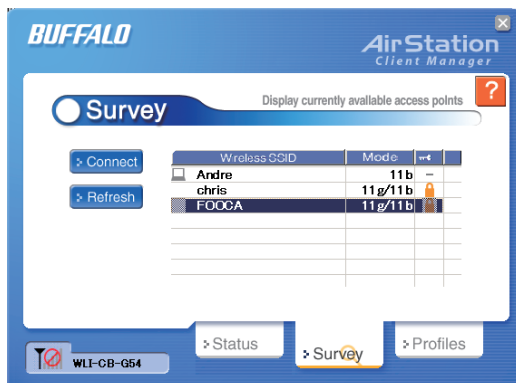 BUFFALO
AirStation
Client Manager
Survey
Display currently available access points
?
Connect
Refresh
Wireless SSID Mode
Andre 11b -
chris 11g/11b
FOOCA 11g/11b
Status
Survey
Profiles
WLI-CB-G54